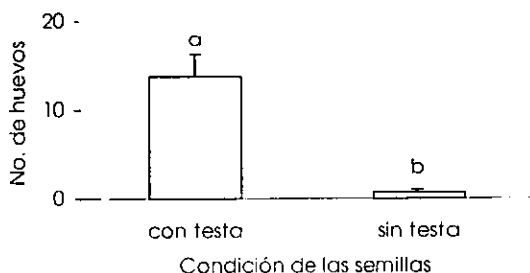 20
a
No. de huevos
10
b
0
con testa sin testa
Condición de las semillas